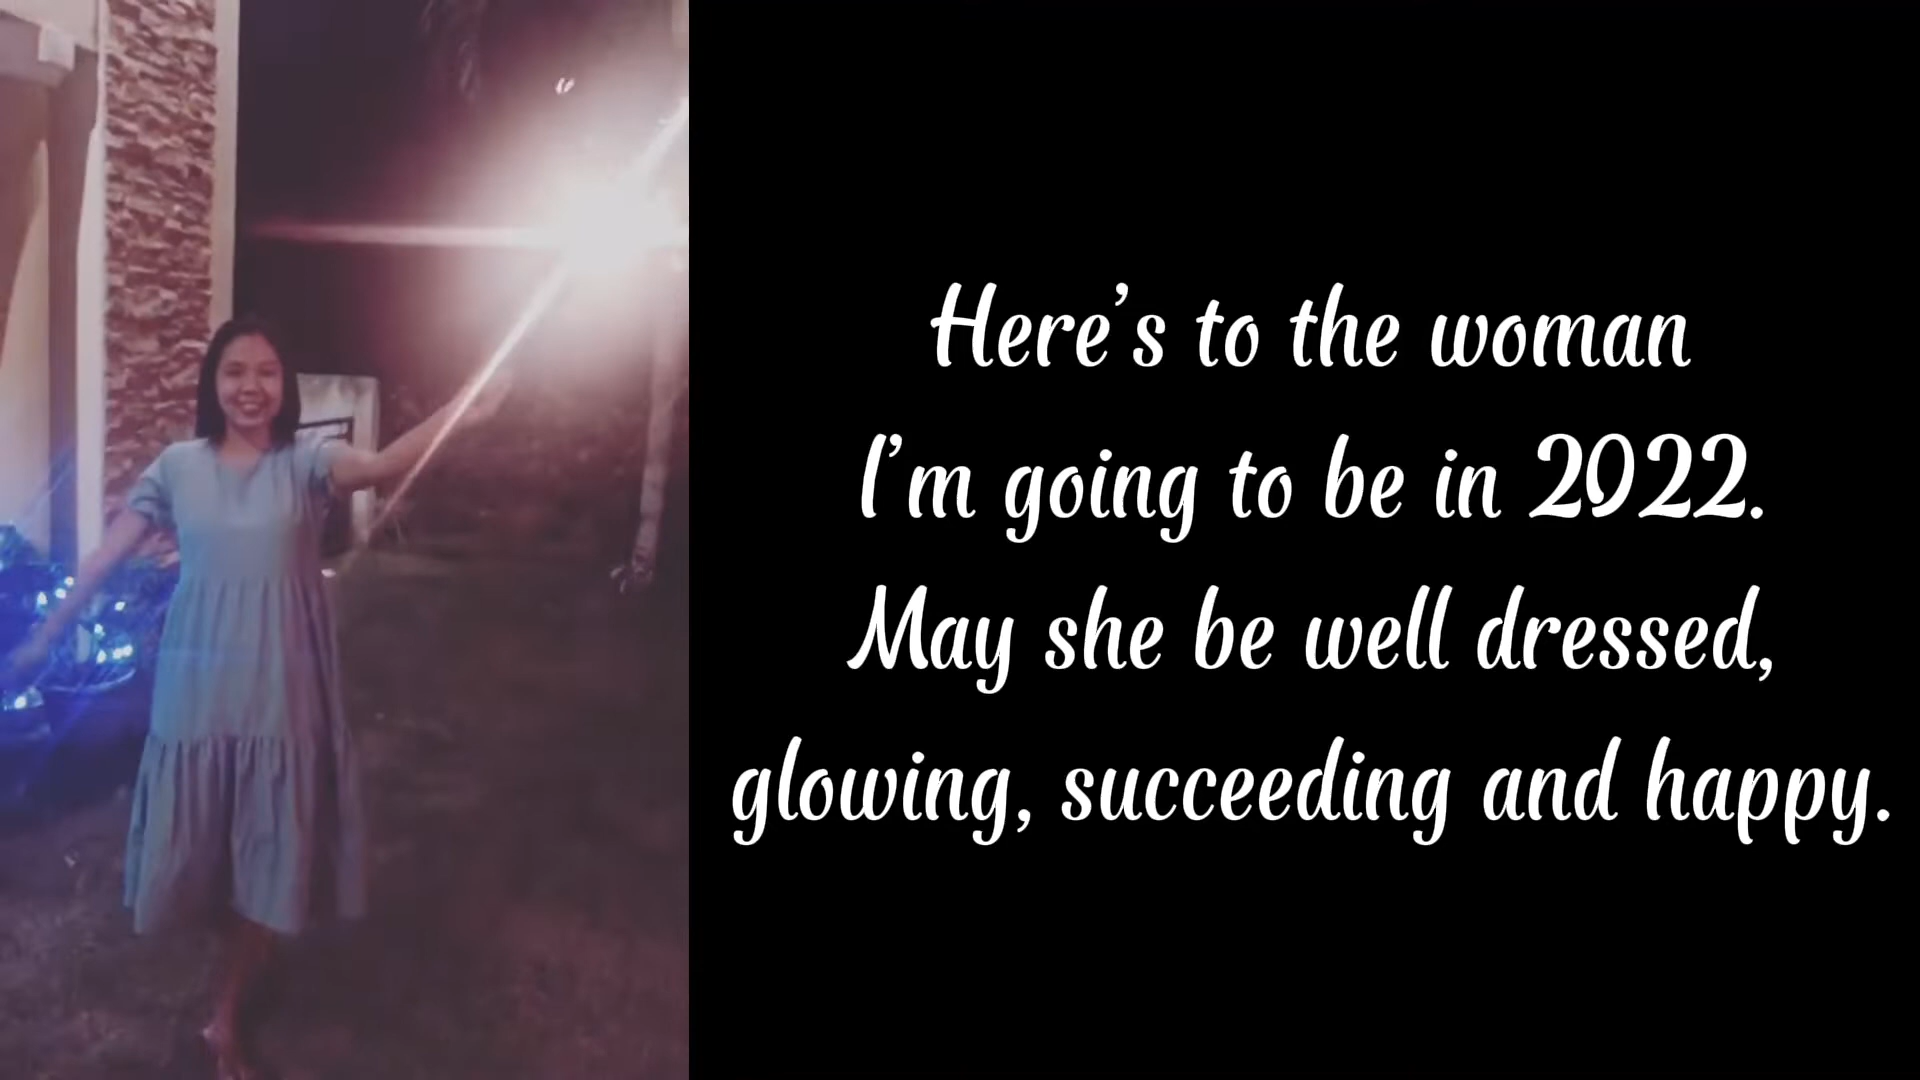 Here's to the woman
I'm going to be in 2022.
May she be well dressed,
glowing, succeeding and happy.